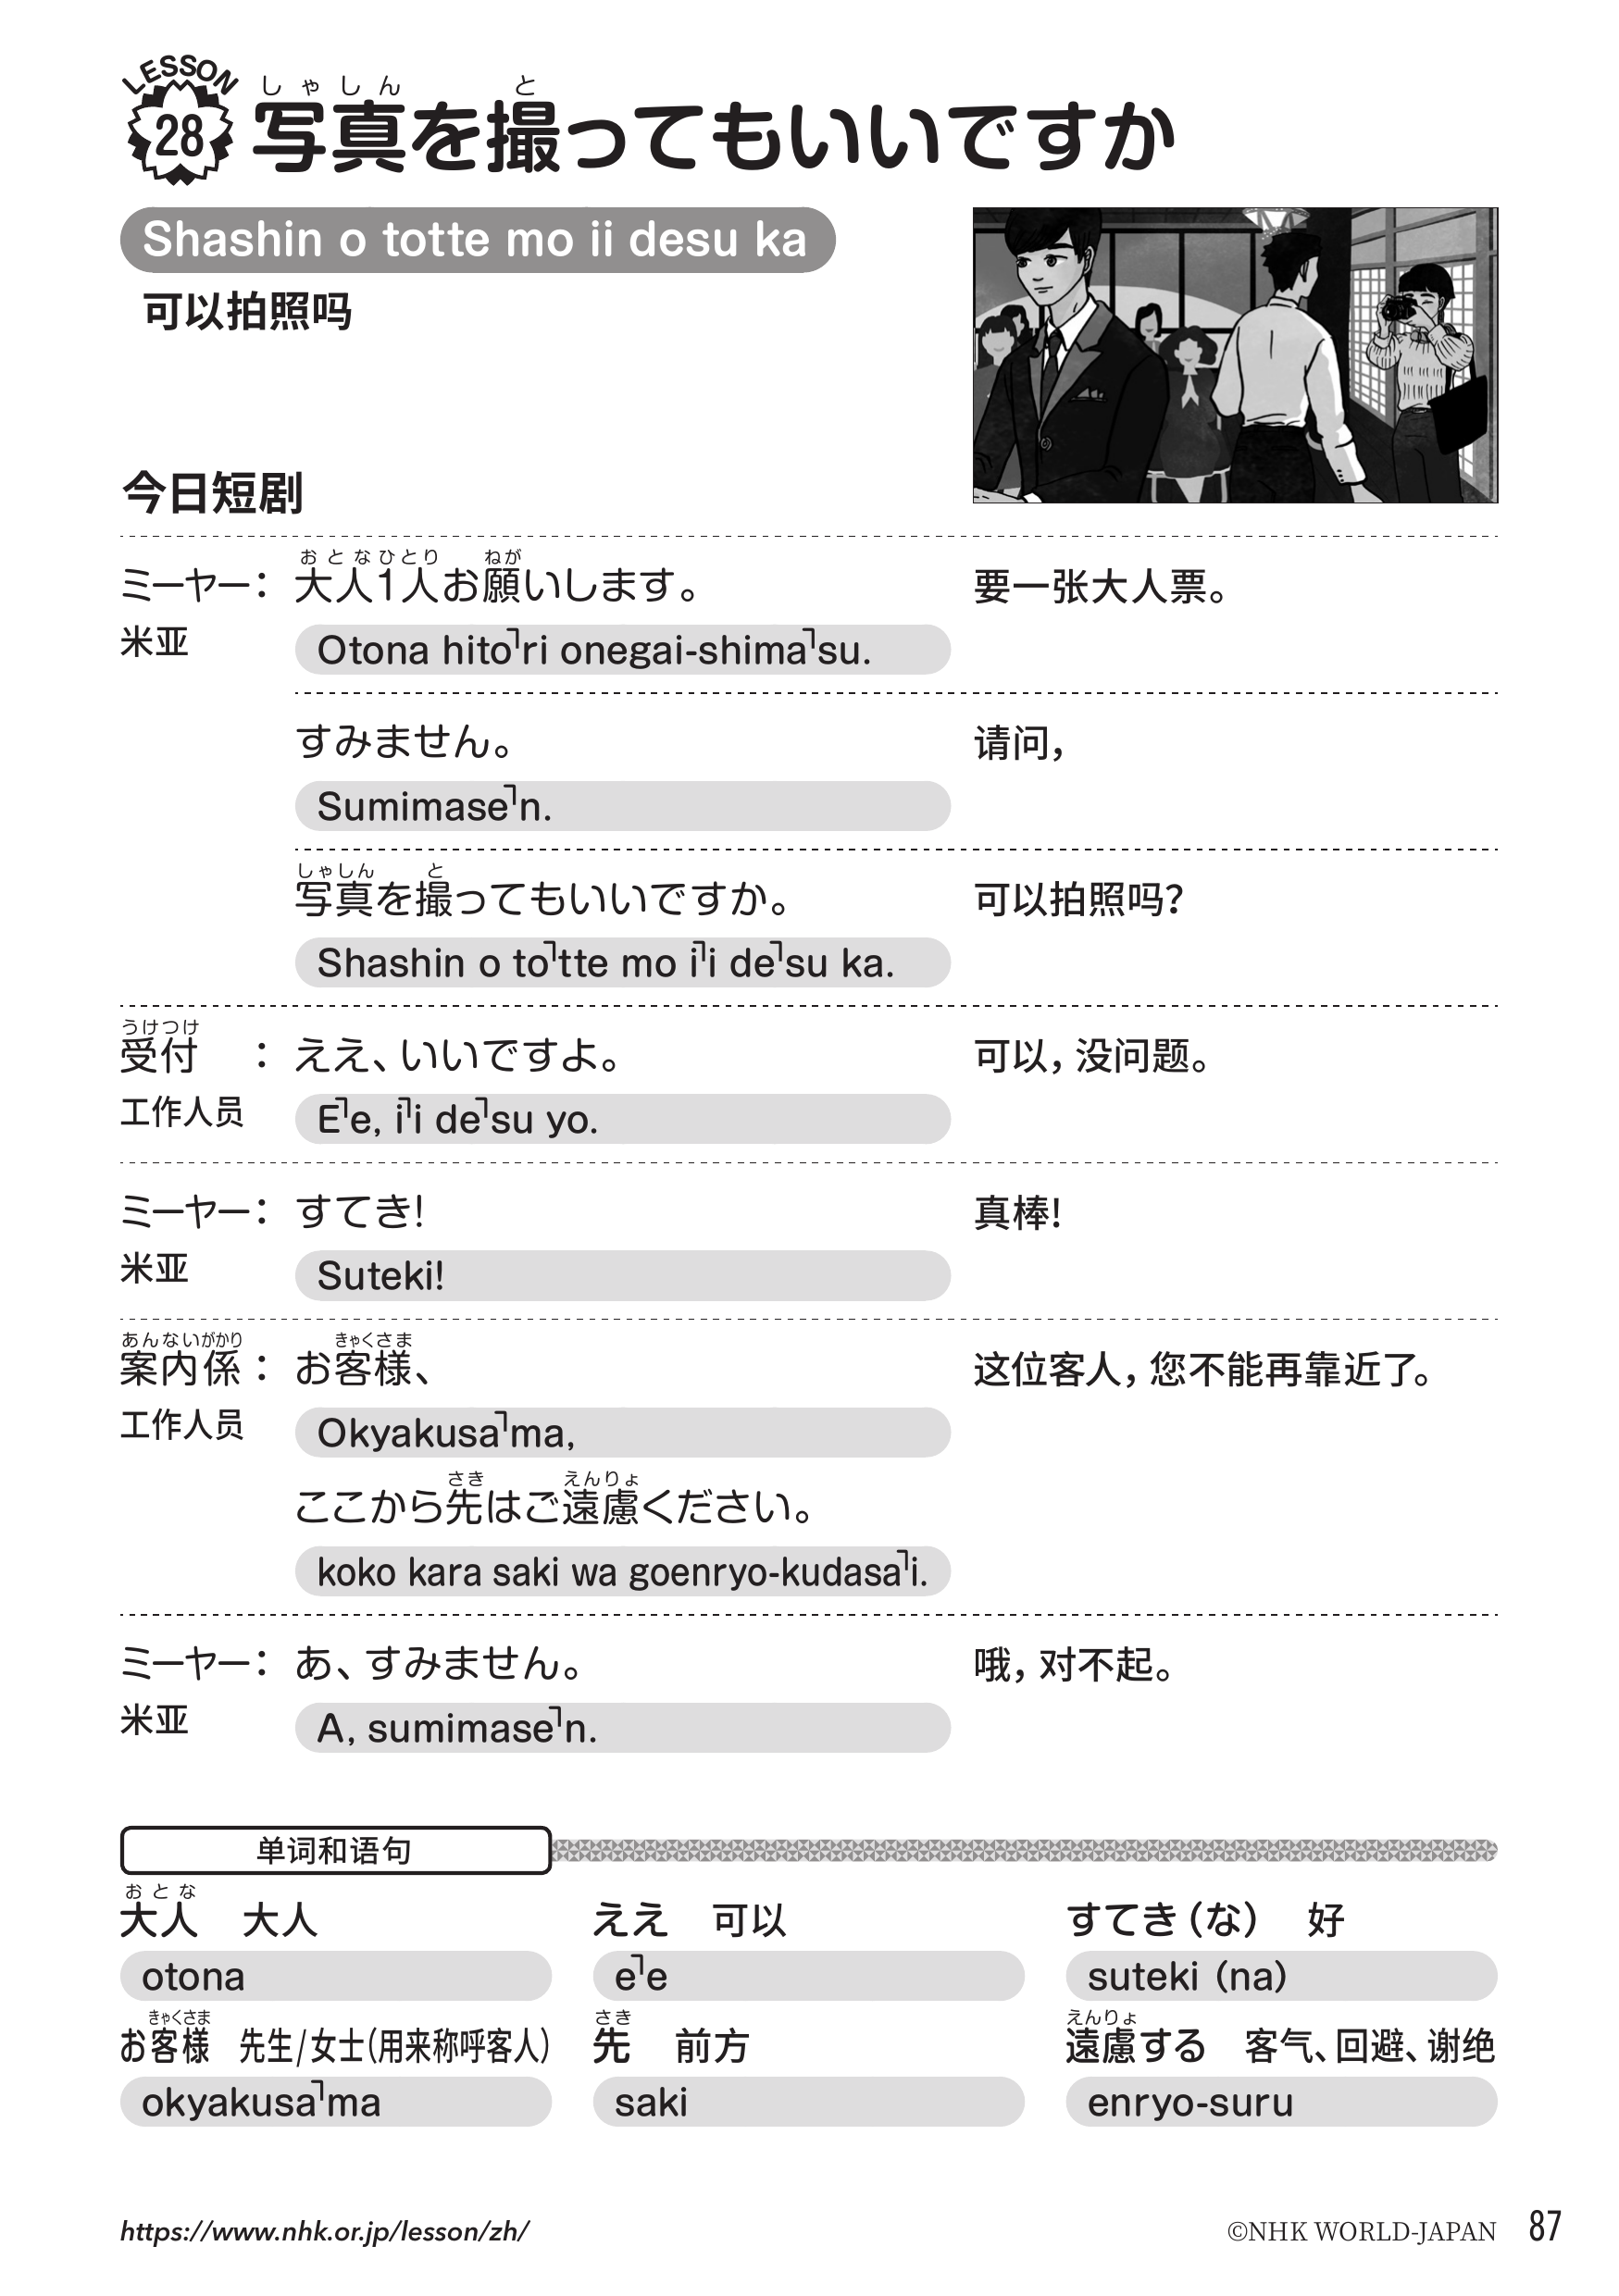 LESSON
28
しゃしん と
写真を撮ってもいいですか
Shashin o totte mo ii desu ka
可以拍照吗
今日短剧
おとなひとり ねが
ミーヤー： 大人1人お願いします。 要一张大人票。
米亚 Otona hito˥ri onegai-shima˥su.
すみません。 请问，
Sumimase˥n.
しゃしん と
写真を撮ってもいいですか。 可以拍照吗？
Shashin o to˥tte mo i˥i de˥su ka.
うけつけ
受付 ： ええ、いいですよ。 可以，没问题。
工作人员 E˥e, i˥i de˥su yo.
ミーヤー： すてき！ 真棒！
米亚 Suteki!
あんないがかり きゃくさま
案内係： お客様、 这位客人，您不能再靠近了。
工作人员 Okyakusa˥ma,
さき えんりょ
ここから先はご遠慮ください。
koko kara saki wa goenryo-kudasa˥i.
ミーヤー： あ、すみません。 哦，对不起。
米亚 A, sumimase˥n.
单词和语句
おとな
大人 大人 ええ 可以 すてき（な） 好
otona e˥e suteki (na)
きゃくさま さき えんりょ
お客様 先生/女士（用来称呼客人） 先 前方 遠慮する 客气、回避、谢绝
okyakusa˥ma saki enryo-suru
https://www.nhk.or.jp/lesson/zh/ ©NHK WORLD-JAPAN 87